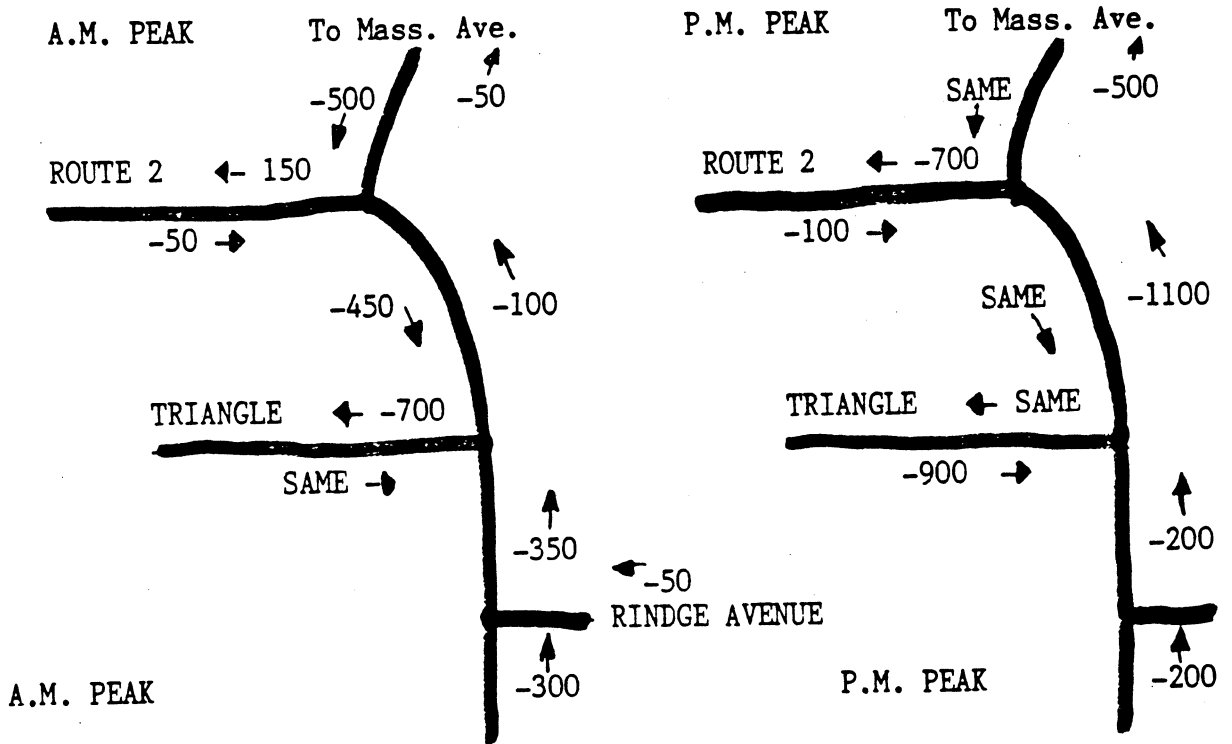 A.M. PEAK
To Mass. Ave.
-500
-50
ROUTE 2
150
-50
-450
-100
TRIANGLE
-700
SAME
-350
-50
RINDGE AVENUE
-300
A.M. PEAK
P.M. PEAK
To Mass. Ave.
SAME
-500
ROUTE 2
-700
-100
SAME
-1100
TRIANGLE
SAME
-900
-200
-200
P.M. PEAK